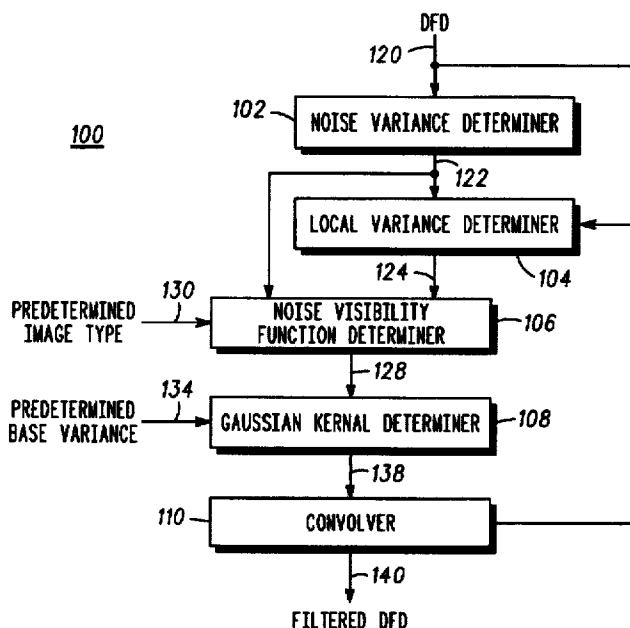 DFD
120
100
102
NOISE VARIANCE DETERMINER
122
LOCAL VARIANCE DETERMINER
124
104
PREDETERMINED
IMAGE TYPE
130
NOISE VISIBILITY
FUNCTION DETERMINER
106
128
PREDETERMINED
BASE VARIANCE
134
GAUSSIAN KERNAL DETERMINER
108
138
110
CONVOLVER
140
FILTERED DFD